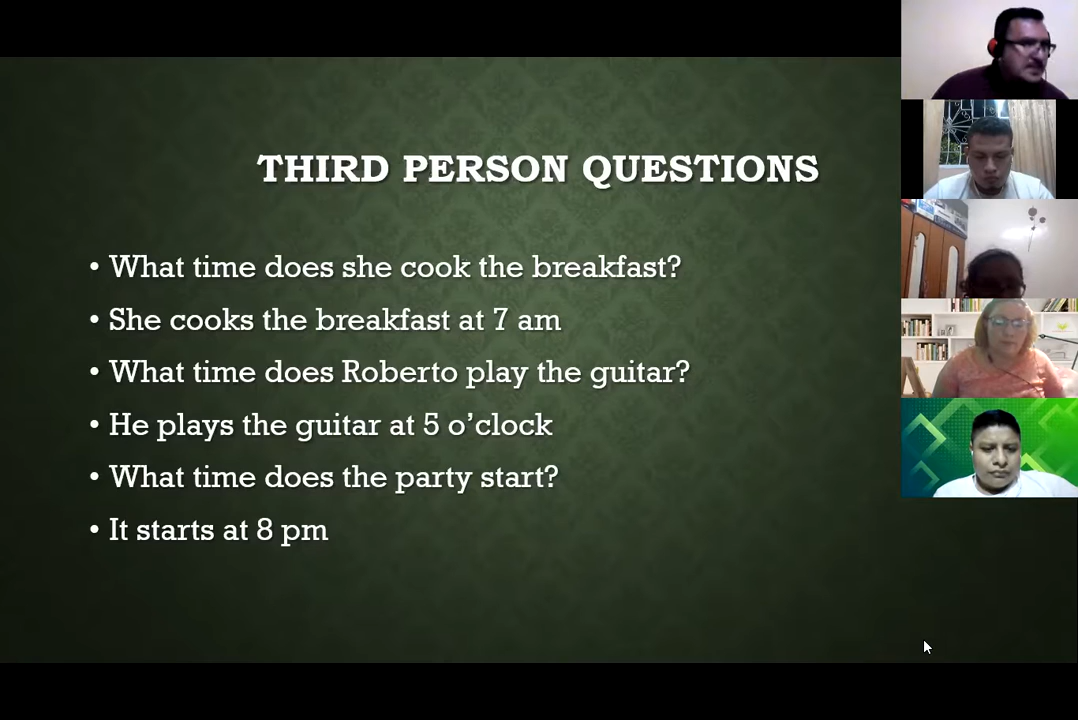 THIRD PERSON QUESTIONS
• What time does she cook the breakfast?
• She cooks the breakfast at 7 am
• What time does Roberto play the guitar?
• He plays the guitar at 5 o’clock
• What time does the party start?
• It starts at 8 pm